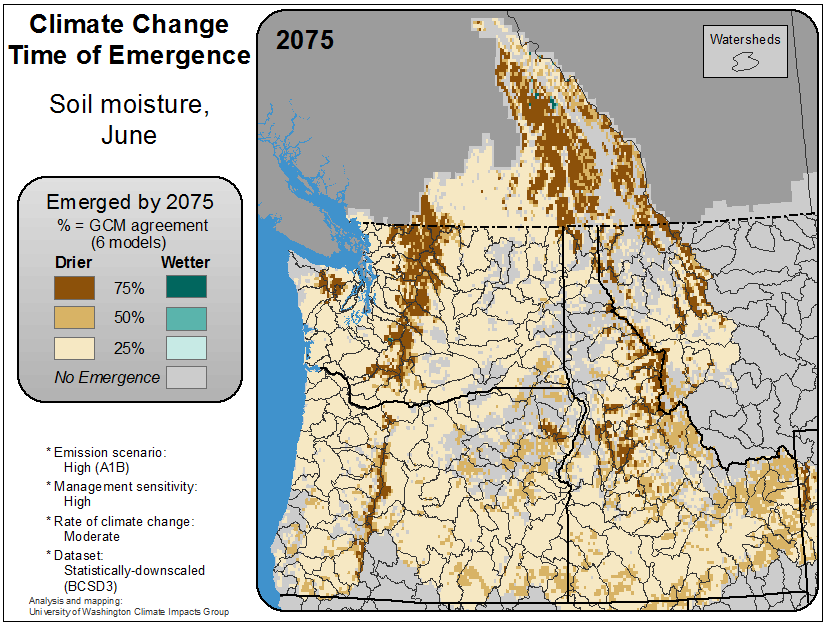 Climate Change
Time of Emergence
Soil moisture,
June
Emerged by 2075
% = GCM agreement
(6 models)
Drier Wetter
75%
50%
25%
No Emergence
* Emission scenario:
High (A1B)
* Management sensitivity:
High
* Rate of climate change:
Moderate
* Dataset:
Statistically-downscaled
(BCSD3)
Analysis and mapping:
University of Washington Climate Impacts Group
2075
Watersheds